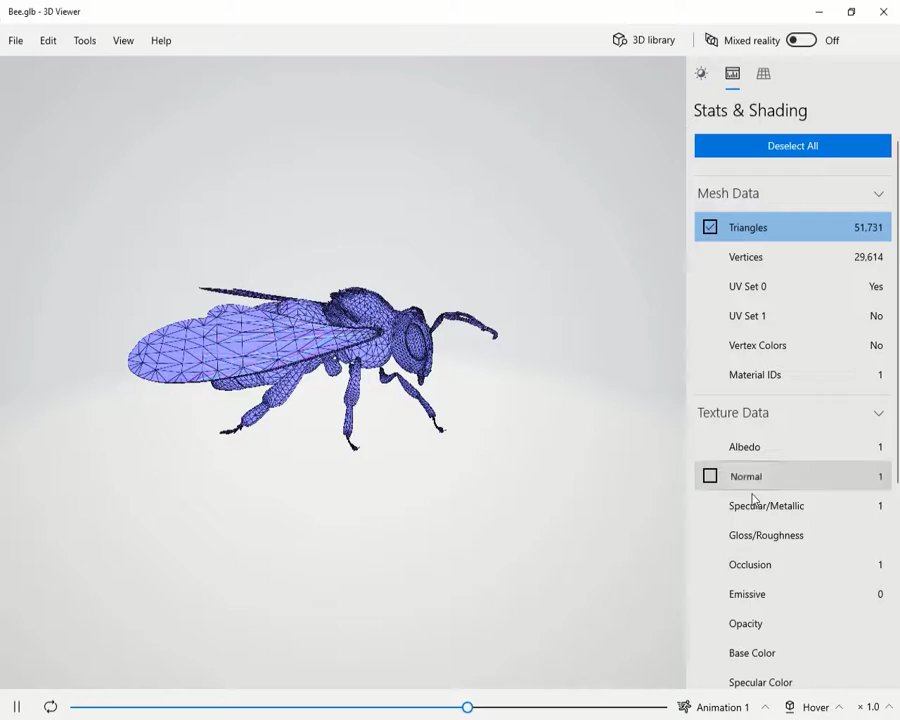 Bee.glb - 3D Viewer
File Edit Tools View Help 3D library Mixed reality Off
Stats & Shading
Deselect All
Mesh Data
Triangles 51,731
Vertices 29,614
UV Set 0 Yes
UV Set 1 No
Vertex Colors No
Material IDs 1
Texture Data
Albedo 1
Normal 1
Specular/Metallic 1
Gloss/Roughness
Occlusion 1
Emissive 0
Opacity
Base Color
Specular Color
Animation 1 Hover × 1.0